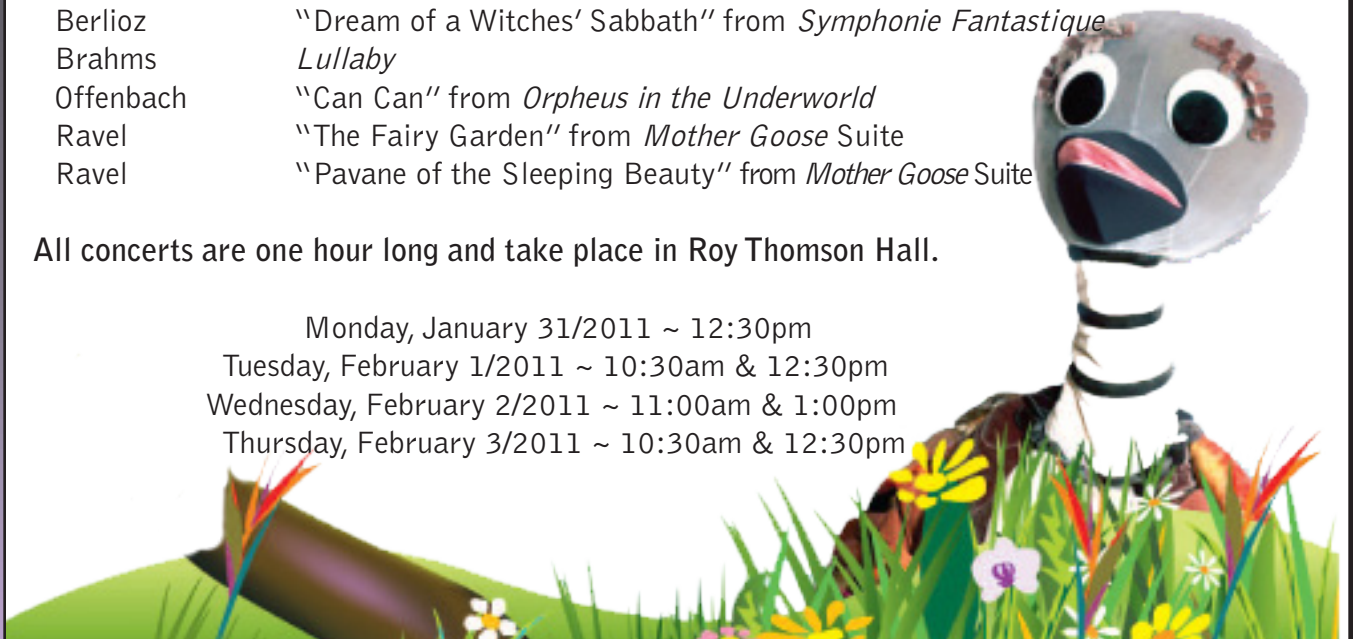 Berlioz "Dream of a Witches' Sabbath" from Symphonie Fantastique
Brahms Lullaby
Offenbach "Can Can" from Orpheus in the Underworld
Ravel "The Fairy Garden" from Mother Goose Suite
Ravel "Pavane of the Sleeping Beauty" from Mother Goose Suite
All concerts are one hour long and take place in Roy Thomson Hall.
Monday, January 31/2011 ~ 12:30pm
Tuesday, February 1/2011 ~ 10:30am & 12:30pm
Wednesday, February 2/2011 ~ 11:00am & 1:00pm
Thursday, February 3/2011 ~ 10:30am & 12:30pm